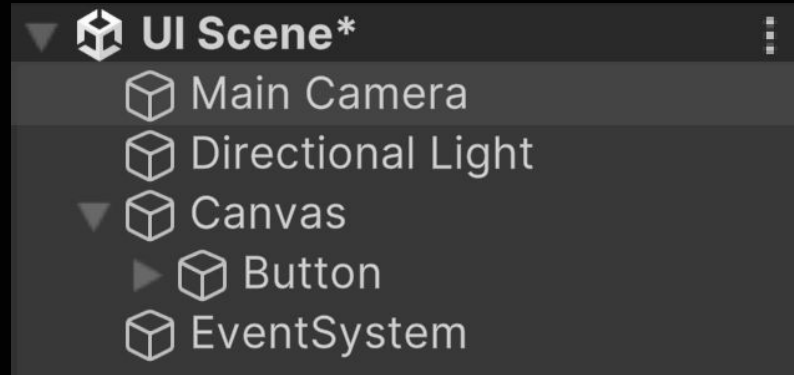 UI Scene*
Main Camera
Directional Light
Canvas
Button
EventSystem